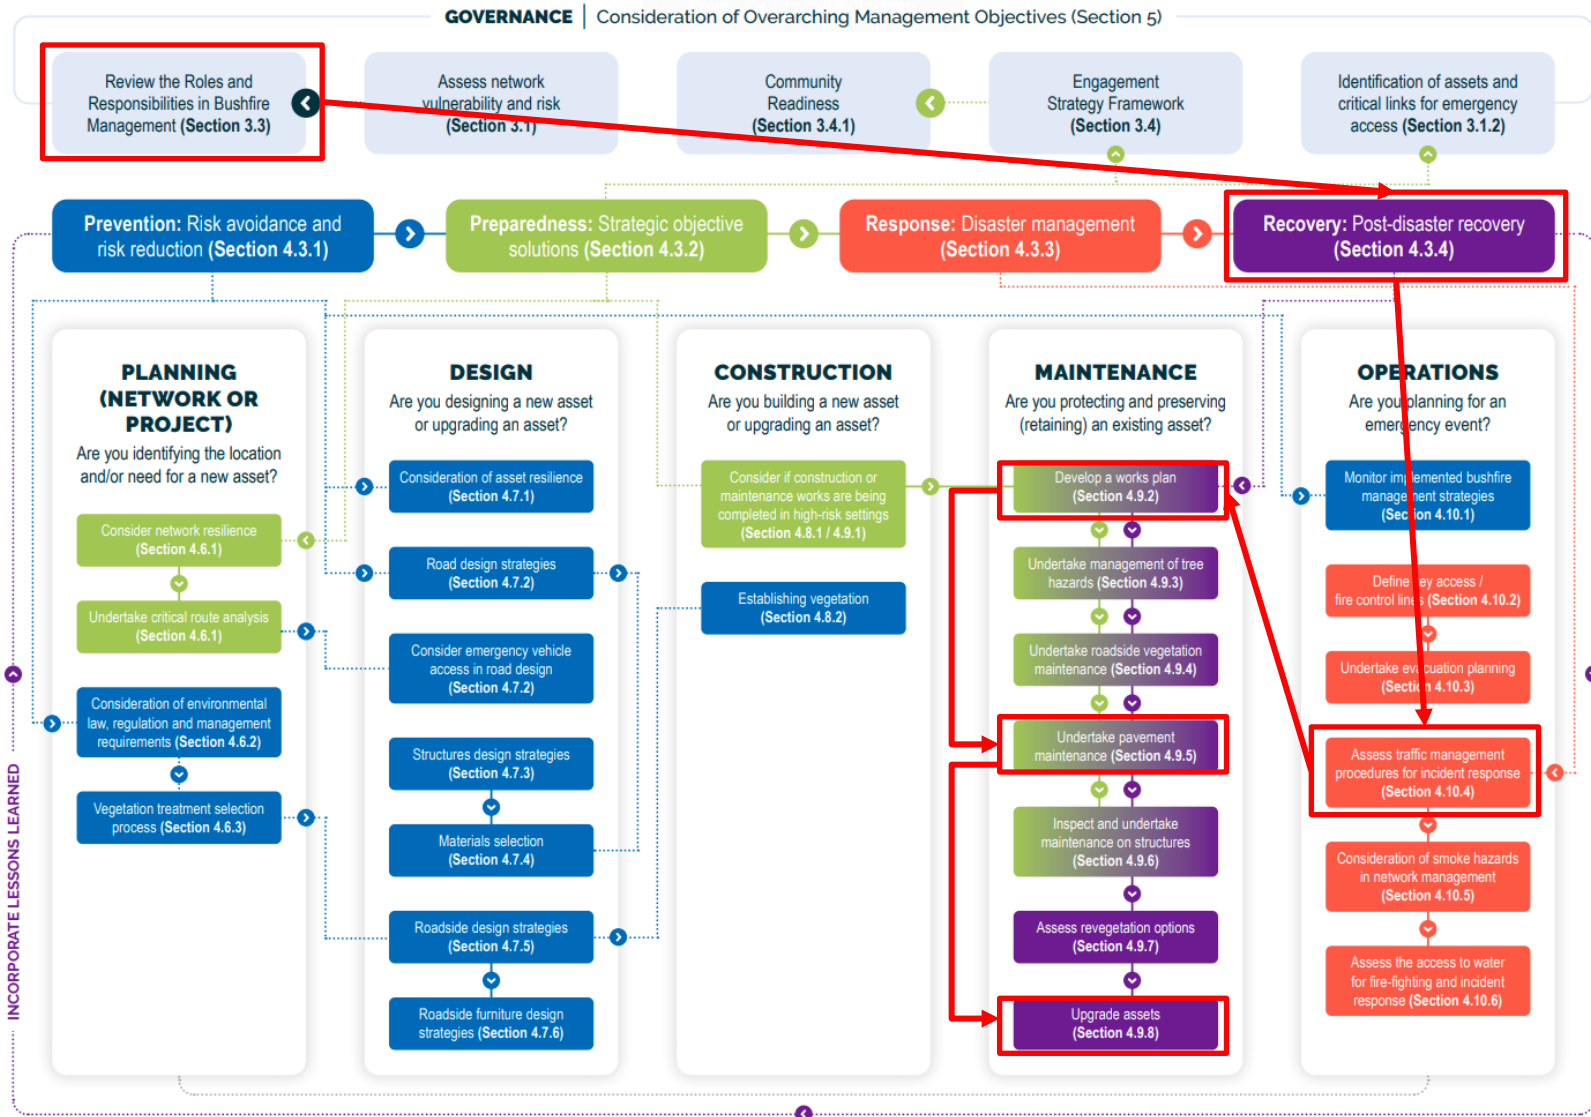 GOVERNANCE | Consideration of Overarching Management Objectives (Section 5)
Review the Roles and
Responsibilities in Bushfire
Management (Section 3.3)
Assess network
vulnerability and risk
(Section 3.1)
Community
Readiness
(Section 3.4.1)
Engagement
Strategy Framework
(Section 3.4)
Identification of assets and
critical links for emergency
access (Section 3.1.2)
Prevention: Risk avoidance and
risk reduction (Section 4.3.1)
Preparedness: Strategic objective
solutions (Section 4.3.2)
Response: Disaster management
(Section 4.3.3)
Recovery: Post-disaster recovery
(Section 4.3.4)
PLANNING
(NETWORK OR
PROJECT)
Are you identifying the location
and/or need for a new asset?
Consider network resilience
(Section 4.6.1)
Undertake critical route analysis
(Section 4.6.1)
Consideration of environmental
law, regulation and management
requirements (Section 4.6.2)
Vegetation treatment selection
process (Section 4.6.3)
DESIGN
Are you designing a new asset
or upgrading an asset?
Consideration of asset resilience
(Section 4.7.1)
Road design strategies
(Section 4.7.2)
Consider emergency vehicle
access in road design
(Section 4.7.2)
Structures design strategies
(Section 4.7.3)
Materials selection
(Section 4.7.4)
Roadside design strategies
(Section 4.7.5)
Roadside furniture design
strategies (Section 4.7.6)
CONSTRUCTION
Are you building a new asset
or upgrading an asset?
Consider if construction or
maintenance works are being
completed in high-risk settings
(Section 4.8.1 / 4.9.1)
Establishing vegetation
(Section 4.8.2)
MAINTENANCE
Are you protecting and preserving
(retaining) an existing asset?
Develop a works plan
(Section 4.9.2)
Undertake management of tree
hazards (Section 4.9.3)
Undertake roadside vegetation
maintenance (Section 4.9.4)
Undertake pavement
maintenance (Section 4.9.5)
Inspect and undertake
maintenance on structures
(Section 4.9.6)
Assess revegetation options
(Section 4.9.7)
Upgrade assets
(Section 4.9.8)
OPERATIONS
Are you planning for an
emergency event?
Monitor implemented bushfire
management strategies
(Section 4.10.1)
Define key access /
fire control lines (Section 4.10.2)
Undertake evacuation planning
(Section 4.10.3)
Assess traffic management
procedures for incident response
(Section 4.10.4)
Consideration of smoke hazards
in network management
(Section 4.10.5)
Assess the access to water
for fire-fighting and incident
response (Section 4.10.6)
INCORPORATE LESSONS LEARNED